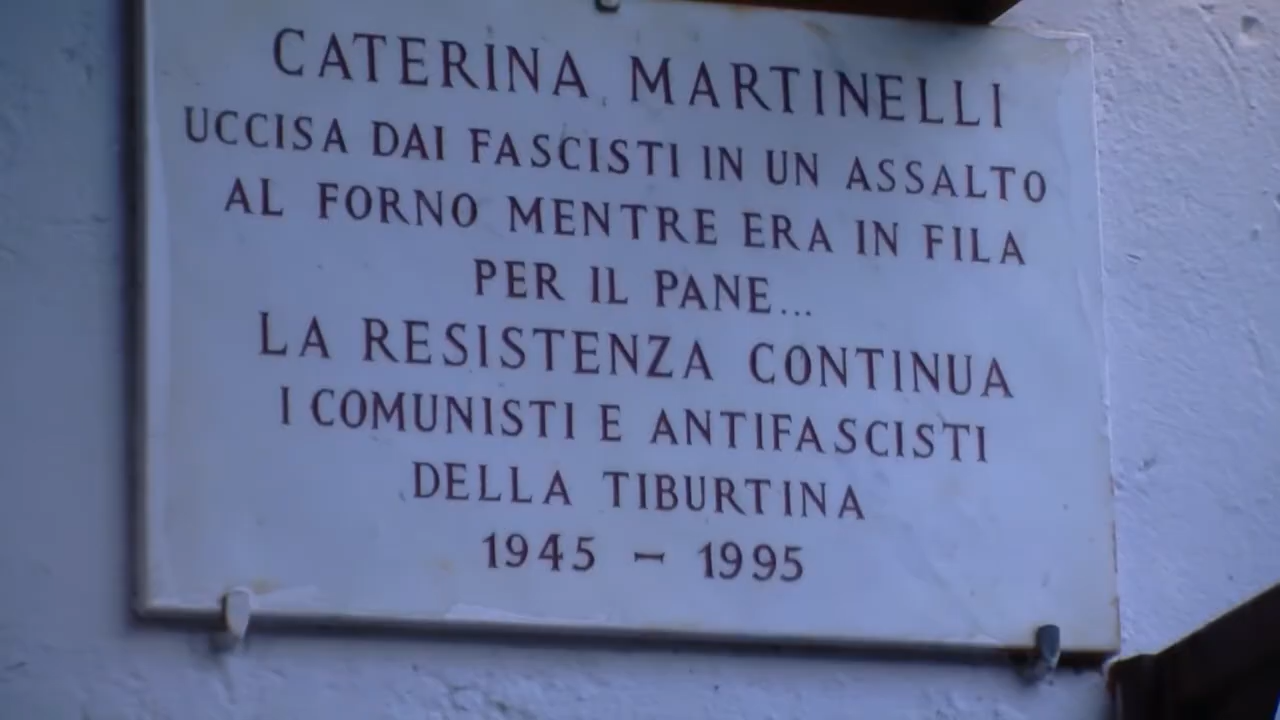 CATERINA MARTINELLI
UCCISA DAI FASCISTI IN UN ASSALTO
AL FORNO MENTRE ERA IN FILA
PER IL PANE...
LA RESISTENZA CONTINUA
I COMUNISTI E ANTIFASCISTI
DELLA TIBURTINA
1945 – 1995